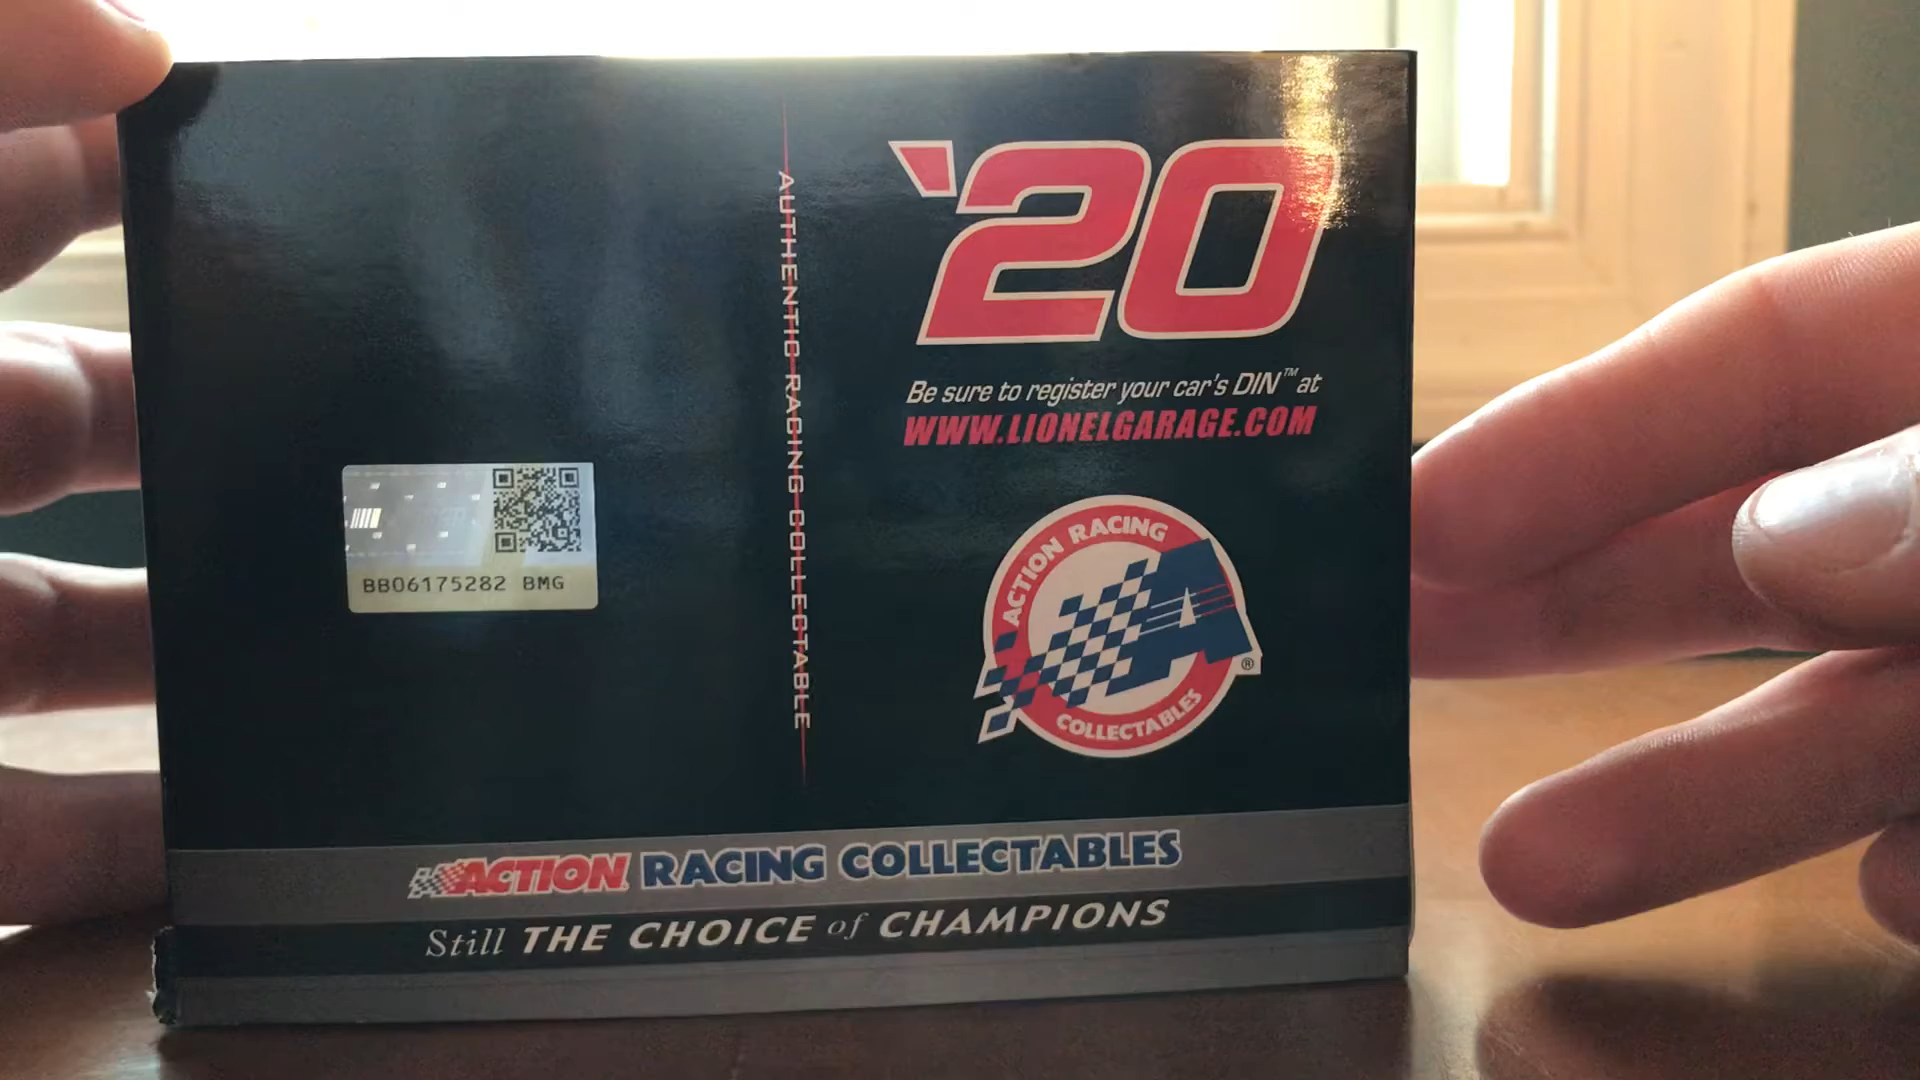 '20
Be sure to register your car's DIN™ at
WWW.LIONELGARAGE.COM
AUTHENTIC RACING COLLECTABLE
BB06175282 BMG
ACTION RACING
A
®
COLLECTABLES
ACTION RACING COLLECTABLES
Still THE CHOICE of CHAMPIONS